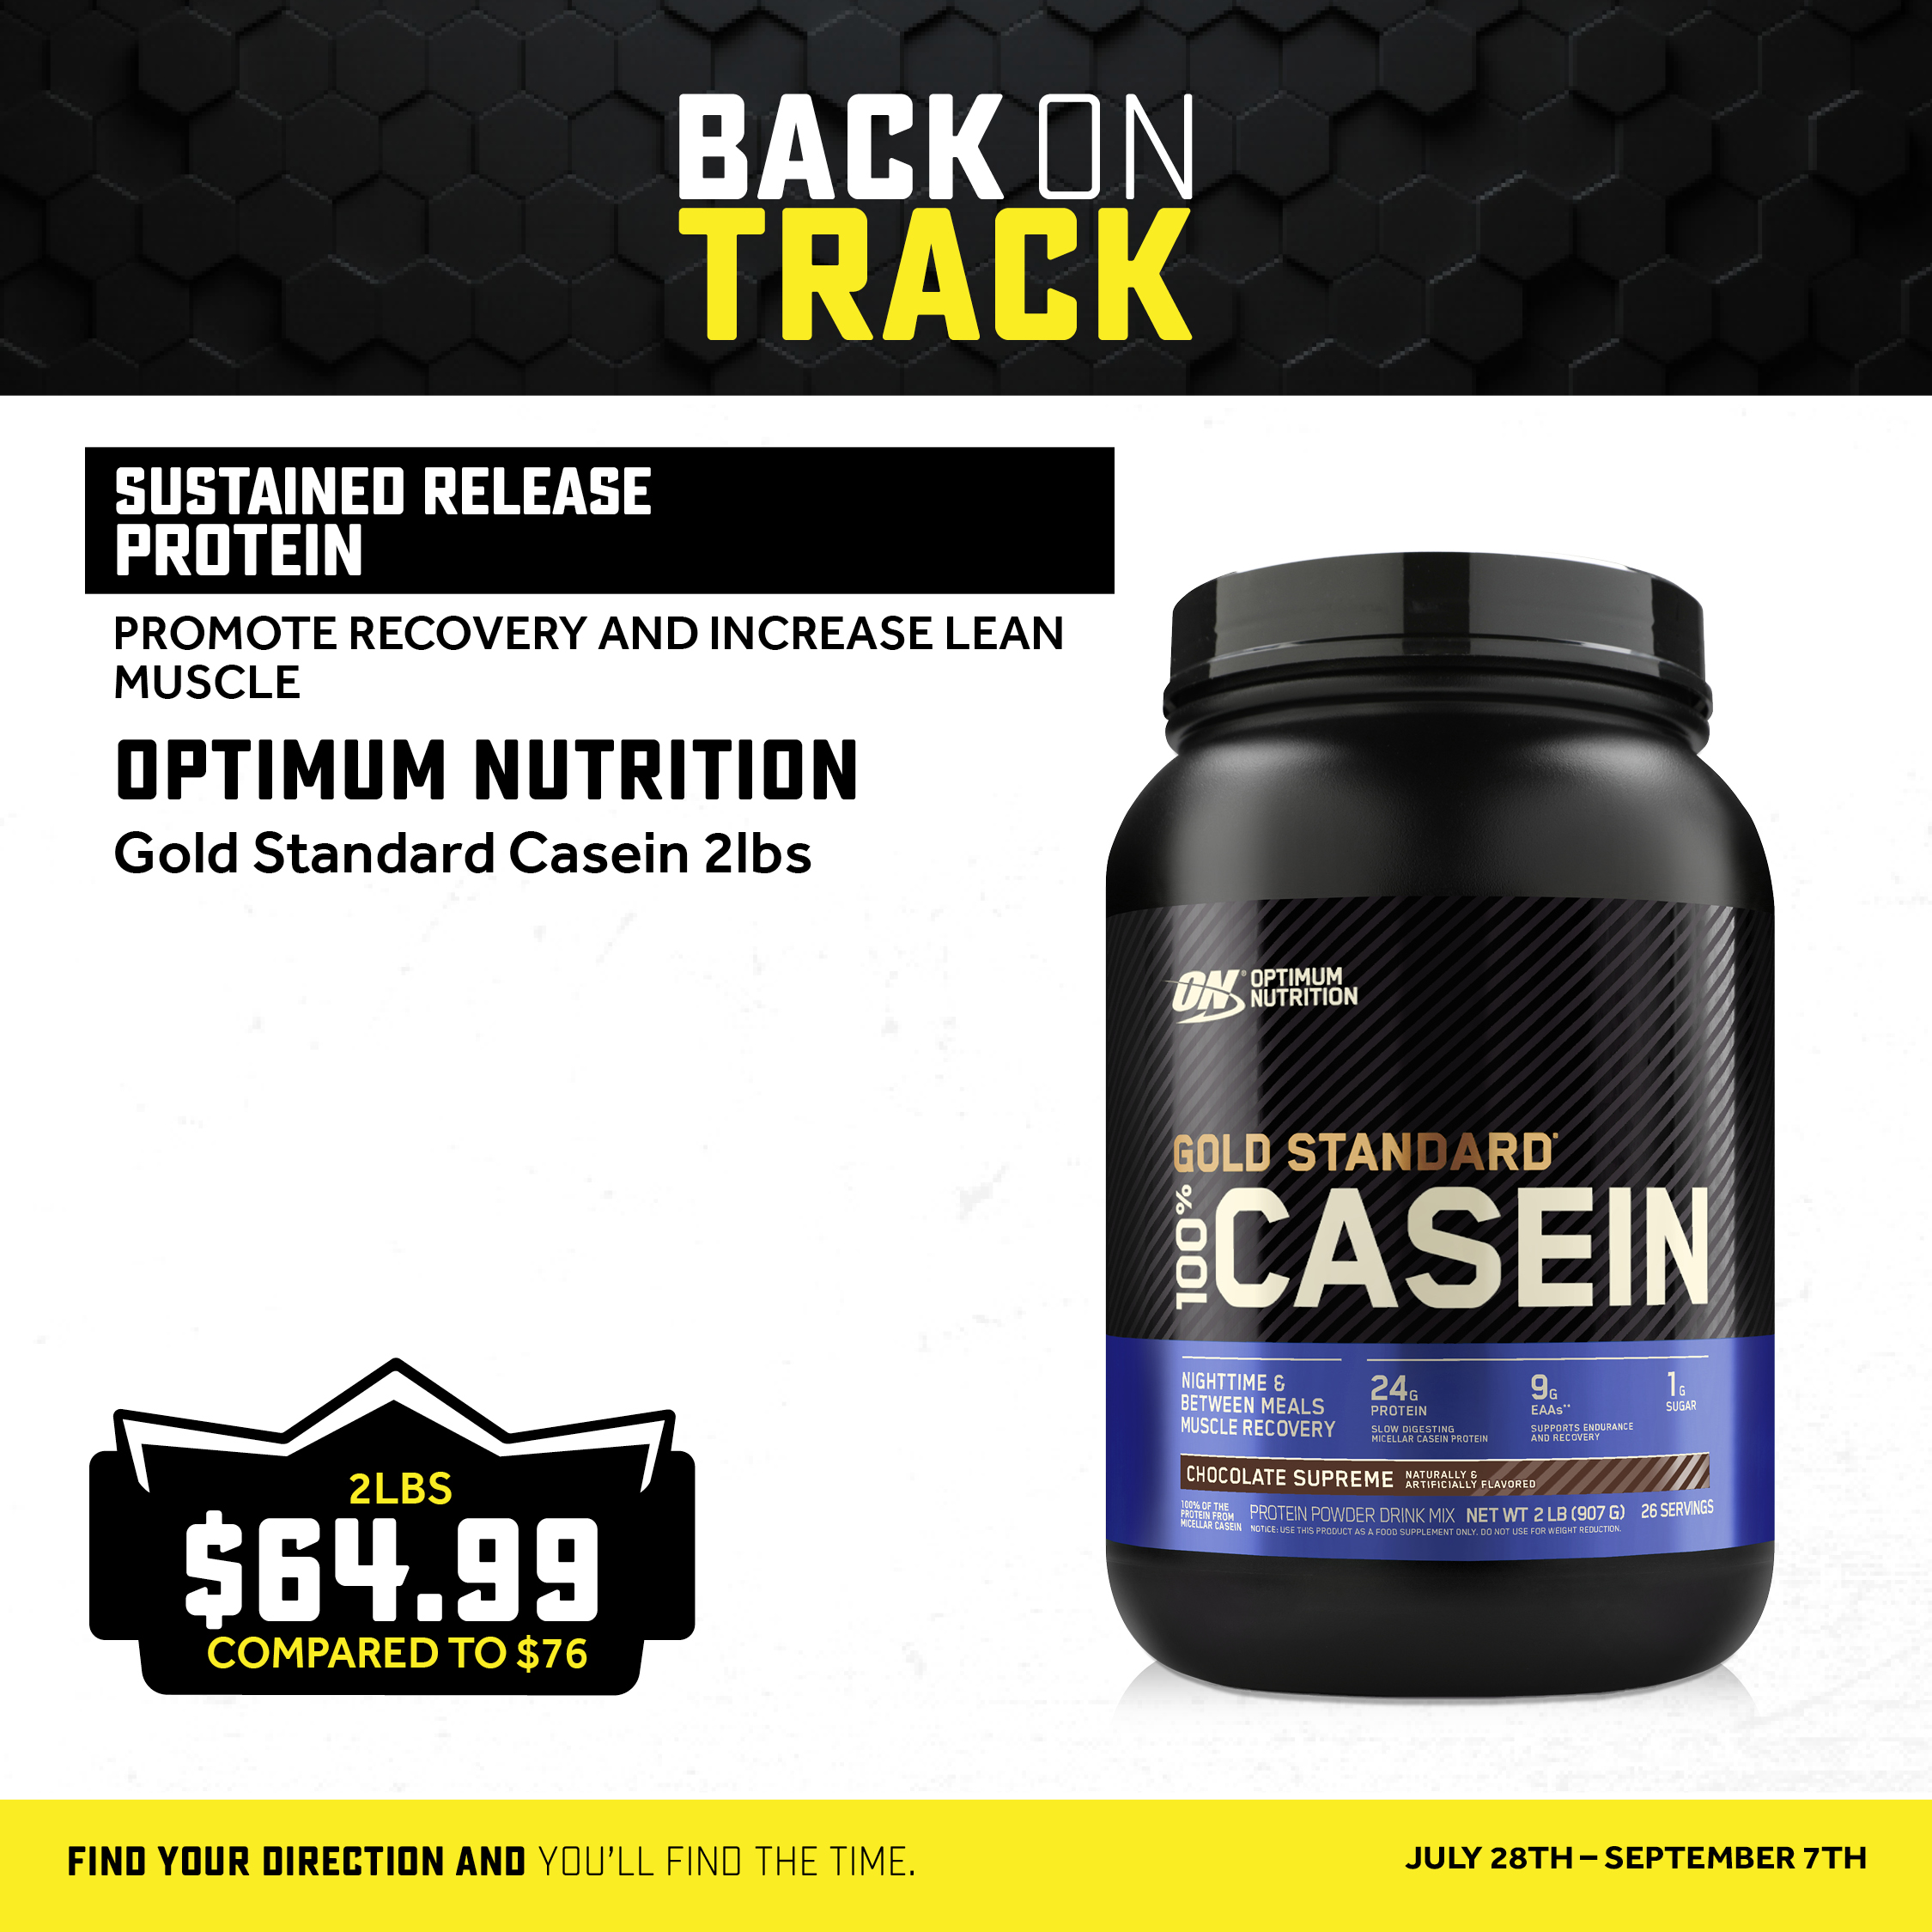 BACK ON
TRACK
SUSTAINED RELEASE
PROTEIN
PROMOTE RECOVERY AND INCREASE LEAN
MUSCLE
OPTIMUM NUTRITION
Gold Standard Casein 2lbs
ON® OPTIMUM
NUTRITION
GOLD STANDARD
100% CASEIN
NIGHTTIME &
BETWEEN MEALS
MUSCLE RECOVERY
24G
PROTEIN
SLOW DIGESTING
MICELLAR CASEIN PROTEIN
9G
EAAs**
SUPPORTS ENDURANCE
AND RECOVERY
1G
SUGAR
CHOCOLATE SUPREME
NATURALLY &
ARTIFICIALLY FLAVORED
100% OF THE
PROTEIN FROM
MICELLAR CASEIN
PROTEIN POWDER DRINK MIX NET WT 2 LB (907 G) 26 SERVINGS
NOTICE: USE THIS PRODUCT AS A FOOD SUPPLEMENT ONLY. DO NOT USE FOR WEIGHT REDUCTION.
2LBS
$64.99
COMPARED TO $76
FIND YOUR DIRECTION AND YOU'LL FIND THE TIME.
JULY 28TH – SEPTEMBER 7TH